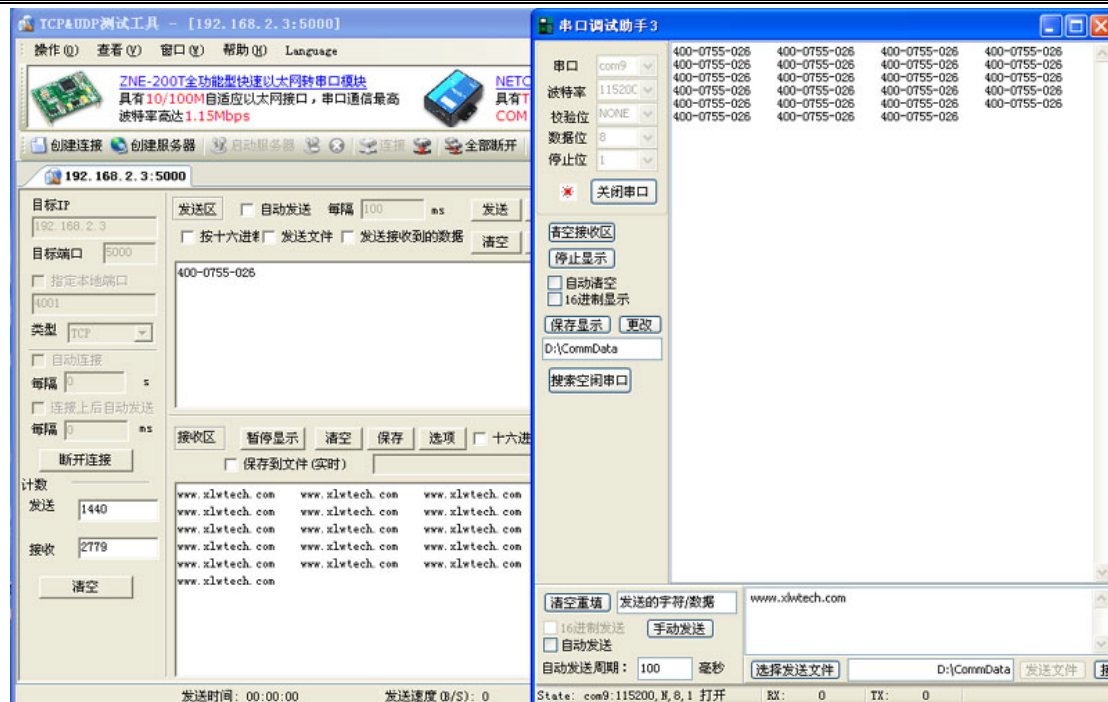 TCP&UDP测试工具 - [192.168.2.3:5000]
操作(O) 查看(V) 窗口(W) 帮助(H) Language
ZNE-200T全功能型快速以太网转串口模块
具有10/100M自适应以太网接口，串口通信最高
波特率高达1.15Mbps
NETC
具有T
COM
创建连接 创建服务器 启动服务器 连接 全部断开
192.168.2.3:5000
目标IP
192.168.2.3
目标端口 5000
指定本地端口
4001
类型 TCP
自动连接
每隔 0 s
连接上后自动发送
每隔 0 ms
断开连接
计数
发送 1440
接收 2779
清空
发送区 自动发送 每隔 100 ms 发送
按十六进制 发送文件 发送接收到的数据 清空
400-0755-026
接收区 暂停显示 清空 保存 选项 十六进
保存到文件(实时)
www.xlwtech.com www.xlwtech.com www.xlwtech.com
www.xlwtech.com www.xlwtech.com www.xlwtech.com
www.xlwtech.com www.xlwtech.com www.xlwtech.com
www.xlwtech.com www.xlwtech.com www.xlwtech.com
www.xlwtech.com www.xlwtech.com www.xlwtech.com
www.xlwtech.com
发送时间: 00:00:00 发送速度(B/S): 0
串口调试助手3
串口 com9
波特率 115200
校验位 NONE
数据位 8
停止位 1
关闭串口
清空接收区
停止显示
自动清空
16进制显示
保存显示 更改
D:\CommData
搜索空闲串口
400-0755-026 400-0755-026 400-0755-026 400-0755-026
400-0755-026 400-0755-026 400-0755-026 400-0755-026
400-0755-026 400-0755-026 400-0755-026 400-0755-026
400-0755-026 400-0755-026 400-0755-026 400-0755-026
400-0755-026 400-0755-026 400-0755-026 400-0755-026
400-0755-026 400-0755-026 400-0755-026
清空重填 发送的字符/数据 www.xlwtech.com
16进制发送 手动发送
自动发送
自动发送周期： 100 毫秒 选择发送文件 D:\CommData 发送文件
State: com9:115200,N,8,1 打开 RX: 0 TX: 0